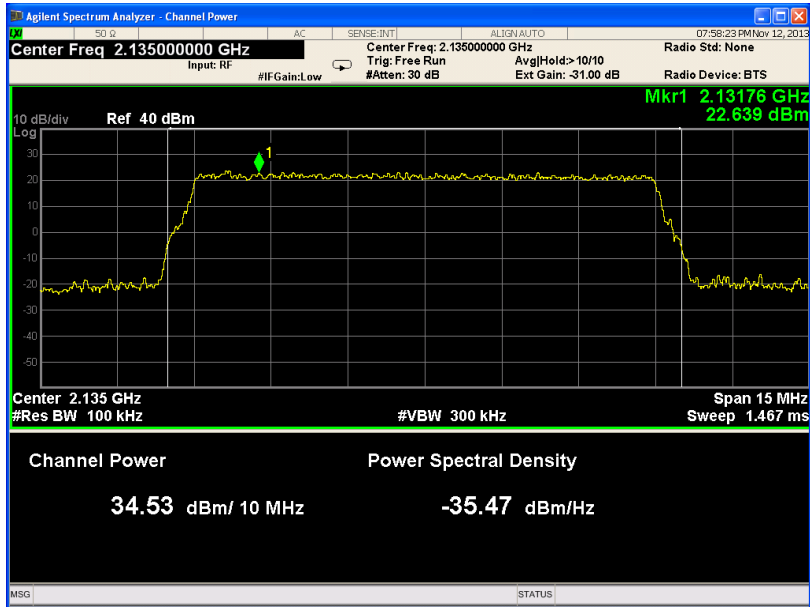 Agilent Spectrum Analyzer - Channel Power
LXI 50 Ω AC SENSE:INT ALIGN AUTO 07:58:23 PM Nov 12, 2013
Center Freq 2.135000000 GHz Center Freq: 2.135000000 GHz Radio Std: None
Input: RF Trig: Free Run Avg|Hold:>10/10
#IFGain:Low #Atten: 30 dB Ext Gain: -31.00 dB Radio Device: BTS
Mkr1 2.13176 GHz
10 dB/div Ref 40 dBm 22.639 dBm
Log
30
1
20
10
0
-10
-20
-30
-40
-50
Center 2.135 GHz Span 15 MHz
#Res BW 100 kHz #VBW 300 kHz Sweep 1.467 ms
Channel Power Power Spectral Density
34.53 dBm/ 10 MHz -35.47 dBm/Hz
MSG STATUS